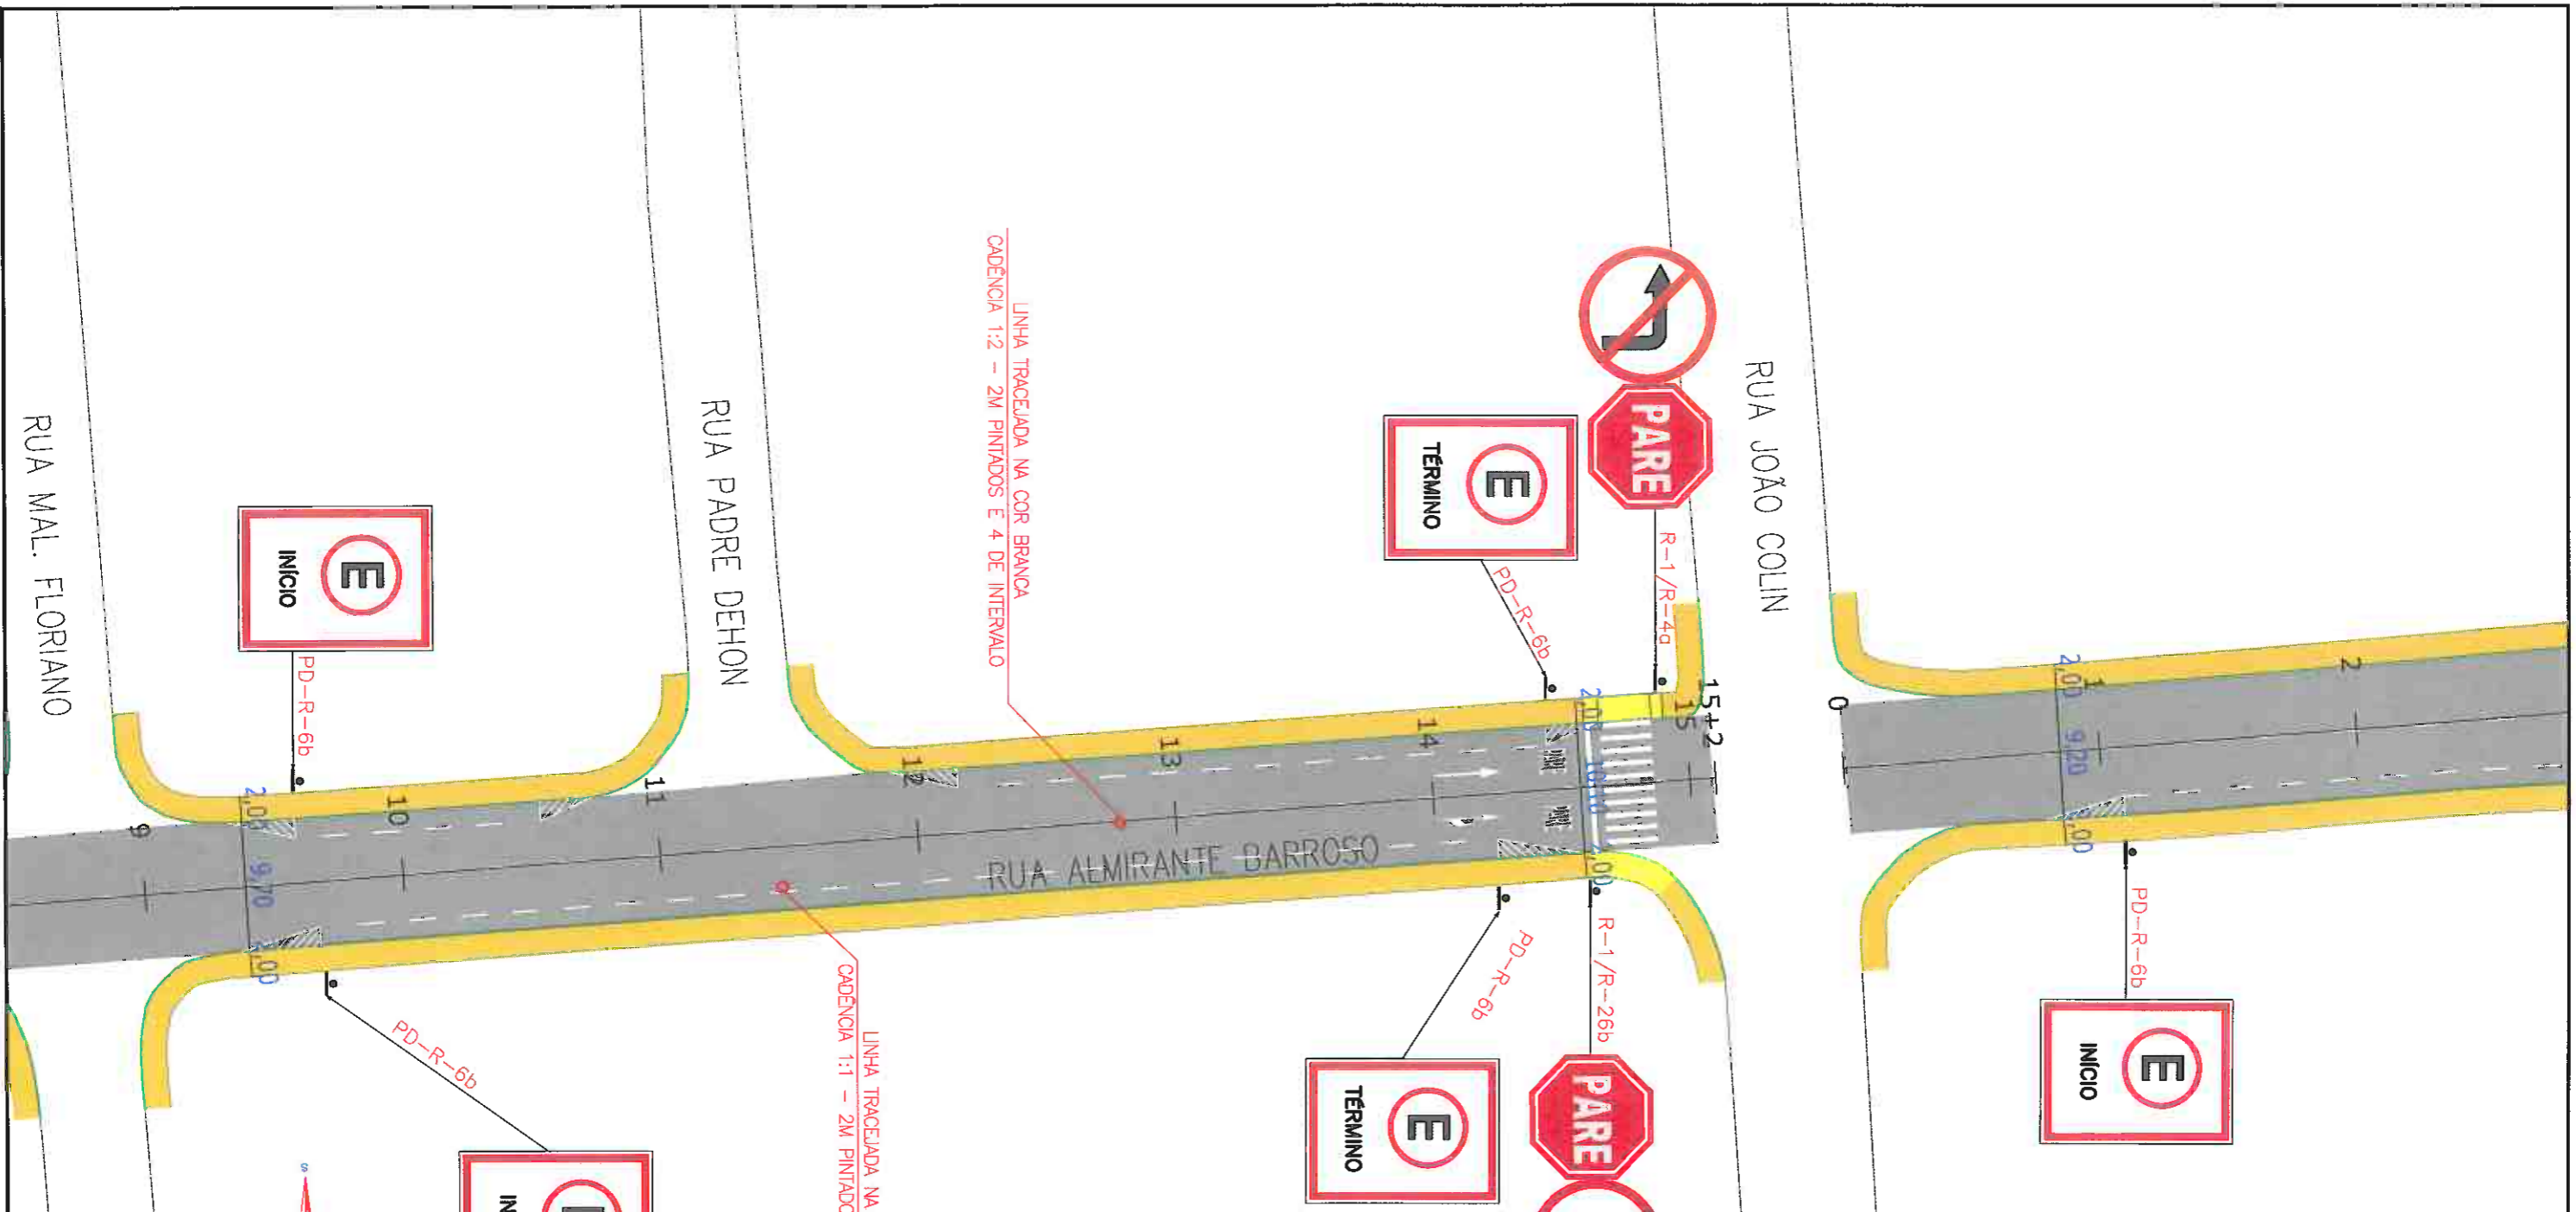 RUA MAL. FLORIANO
E
INÍCIO
PD-R-6b
RUA PADRE DEHON
LINHA TRACEJADA NA COR BRANCA
CADÊNCIA 1:2 - 2M PINTADOS E 4 DE INTERVALO
E
TÉRMINO
PD-R-6b
PARE
R-1/R-4a
RUA JOÃO COLIN
15+2
15
14
13
12
11
10
9
0
1
2
2,00
9,20
2,00
2,00
2,00
2,00
9,70
2,00
RUA ALMIRANTE BARROSO
PD-R-6b
LINHA TRACEJADA NA
CADÊNCIA 1:1 - 2M PINTADO
PD-R-6b
E
TÉRMINO
R-1/R-26b
PARE
PD-R-6b
E
INÍCIO
IN
S